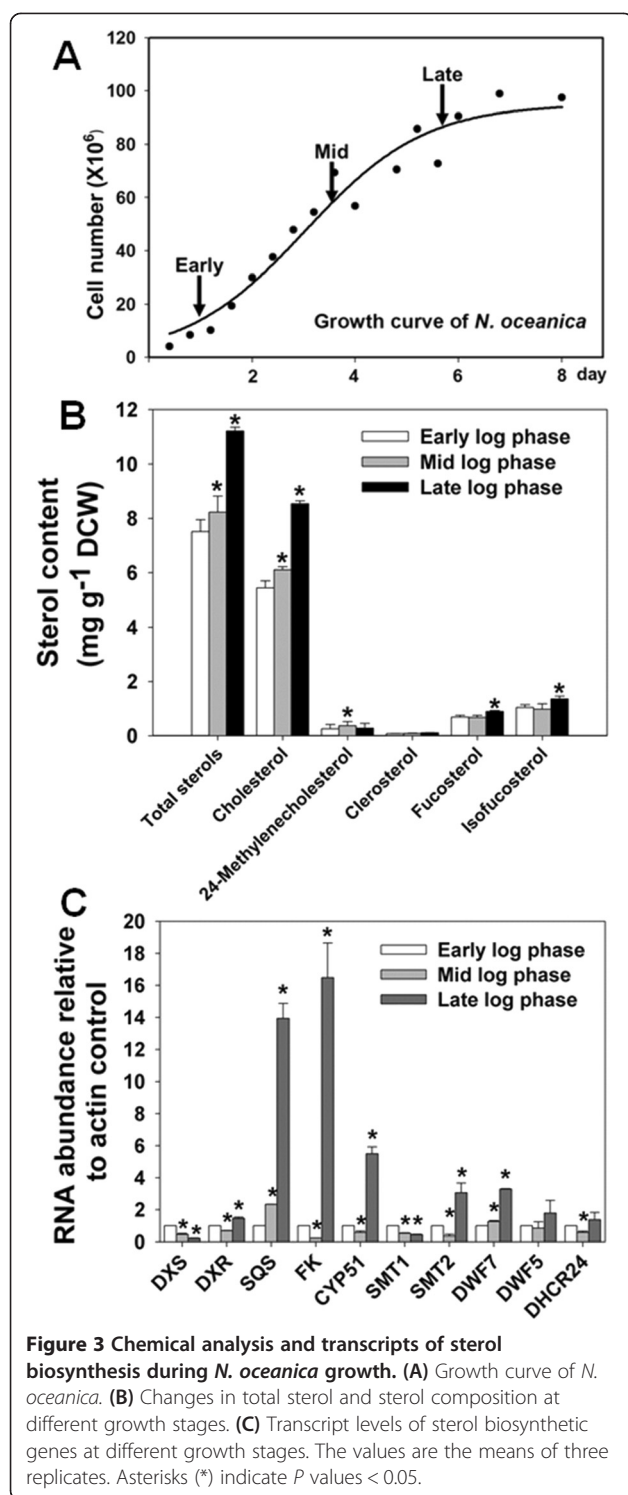 A
120
100
80
60
40
20
0
Cell number (X10⁶)
Early
Mid
Late
Growth curve of N. oceanica
2 4 6 8 day
B
12
10
8
6
4
2
0
Sterol content
(mg g⁻¹ DCW)
Early log phase
Mid log phase
Late log phase
* * * * * * *
Total sterols
Cholesterol
24-Methylenecholesterol
Clerosterol
Fucosterol
Isofucosterol
C
20
18
16
14
12
10
8
6
4
2
0
RNA abundance relative
to actin control
Early log phase
Mid log phase
Late log phase
* * * * * * * * * * * * * * * * *
DXS
DXR
SQS
FK
CYP51
SMT1
SMT2
DWF7
DWF5
DHCR24
Figure 3 Chemical analysis and transcripts of sterol
biosynthesis during N. oceanica growth. (A) Growth curve of N.
oceanica. (B) Changes in total sterol and sterol composition at
different growth stages. (C) Transcript levels of sterol biosynthetic
genes at different growth stages. The values are the means of three
replicates. Asterisks (*) indicate P values < 0.05.